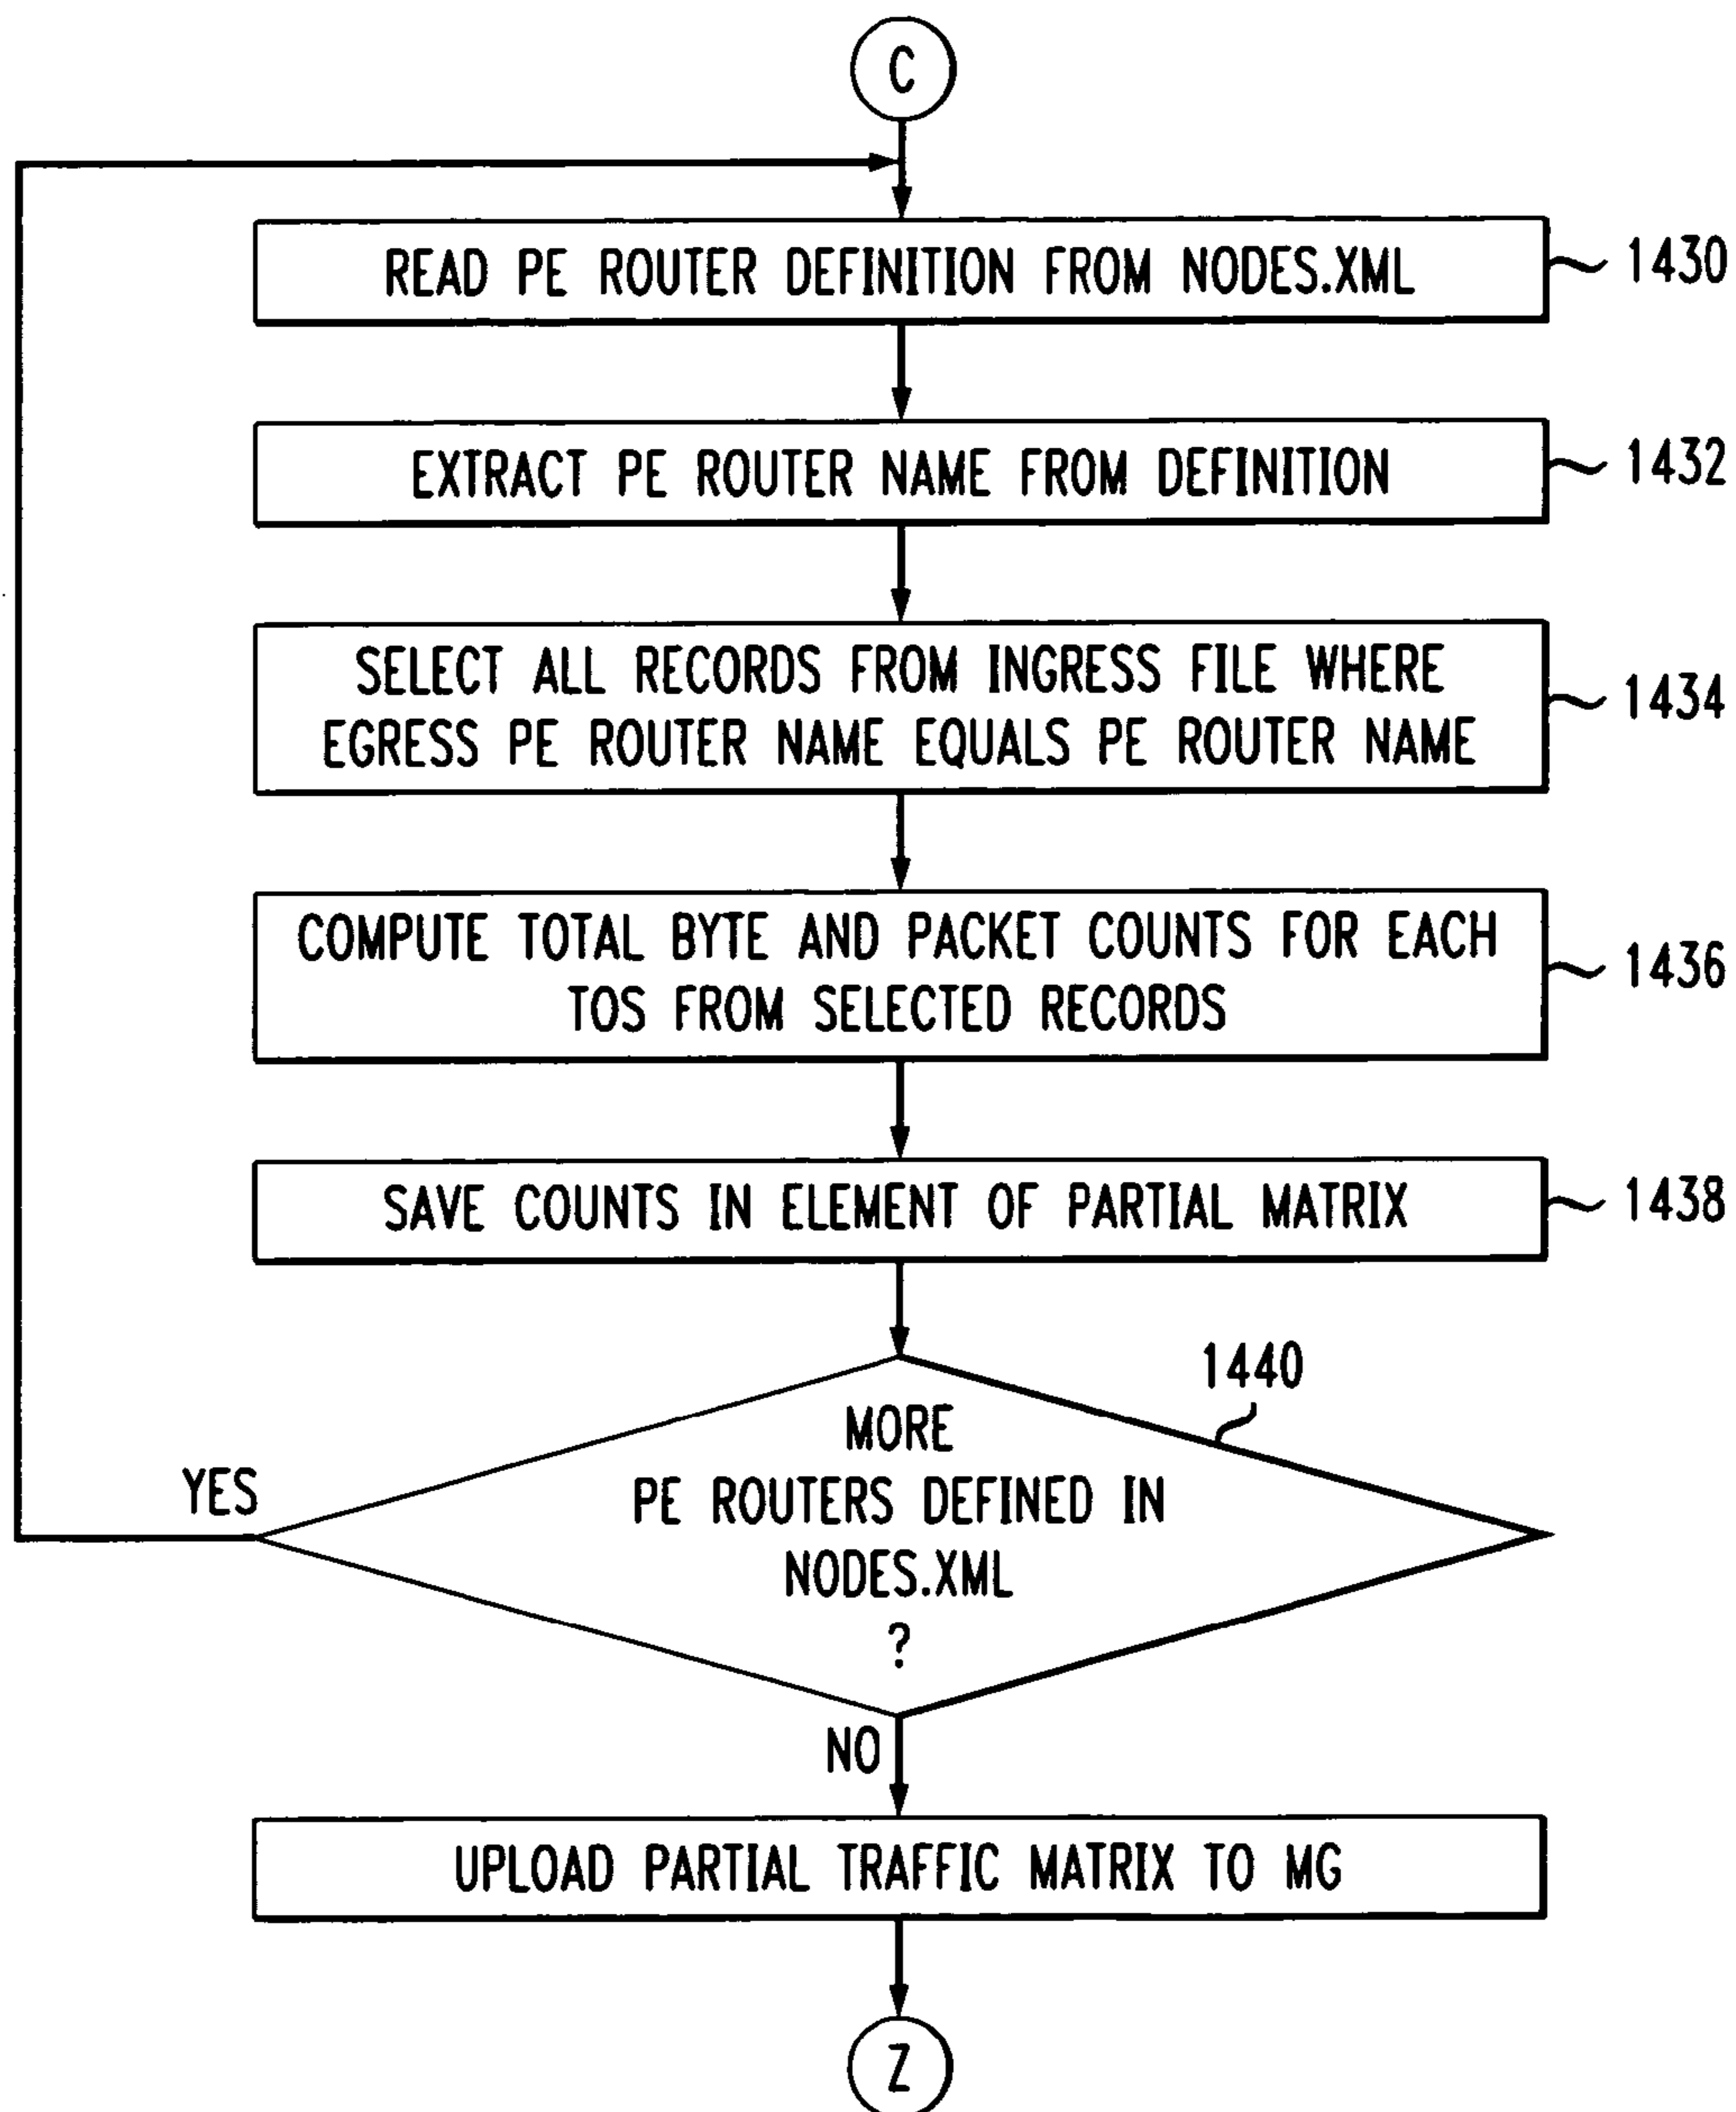 C
READ PE ROUTER DEFINITION FROM NODES.XML
1430
EXTRACT PE ROUTER NAME FROM DEFINITION
1432
SELECT ALL RECORDS FROM INGRESS FILE WHERE
EGRESS PE ROUTER NAME EQUALS PE ROUTER NAME
1434
COMPUTE TOTAL BYTE AND PACKET COUNTS FOR EACH
TOS FROM SELECTED RECORDS
1436
SAVE COUNTS IN ELEMENT OF PARTIAL MATRIX
1438
1440
MORE
PE ROUTERS DEFINED IN
NODES.XML
?
YES
NO
UPLOAD PARTIAL TRAFFIC MATRIX TO MG
Z